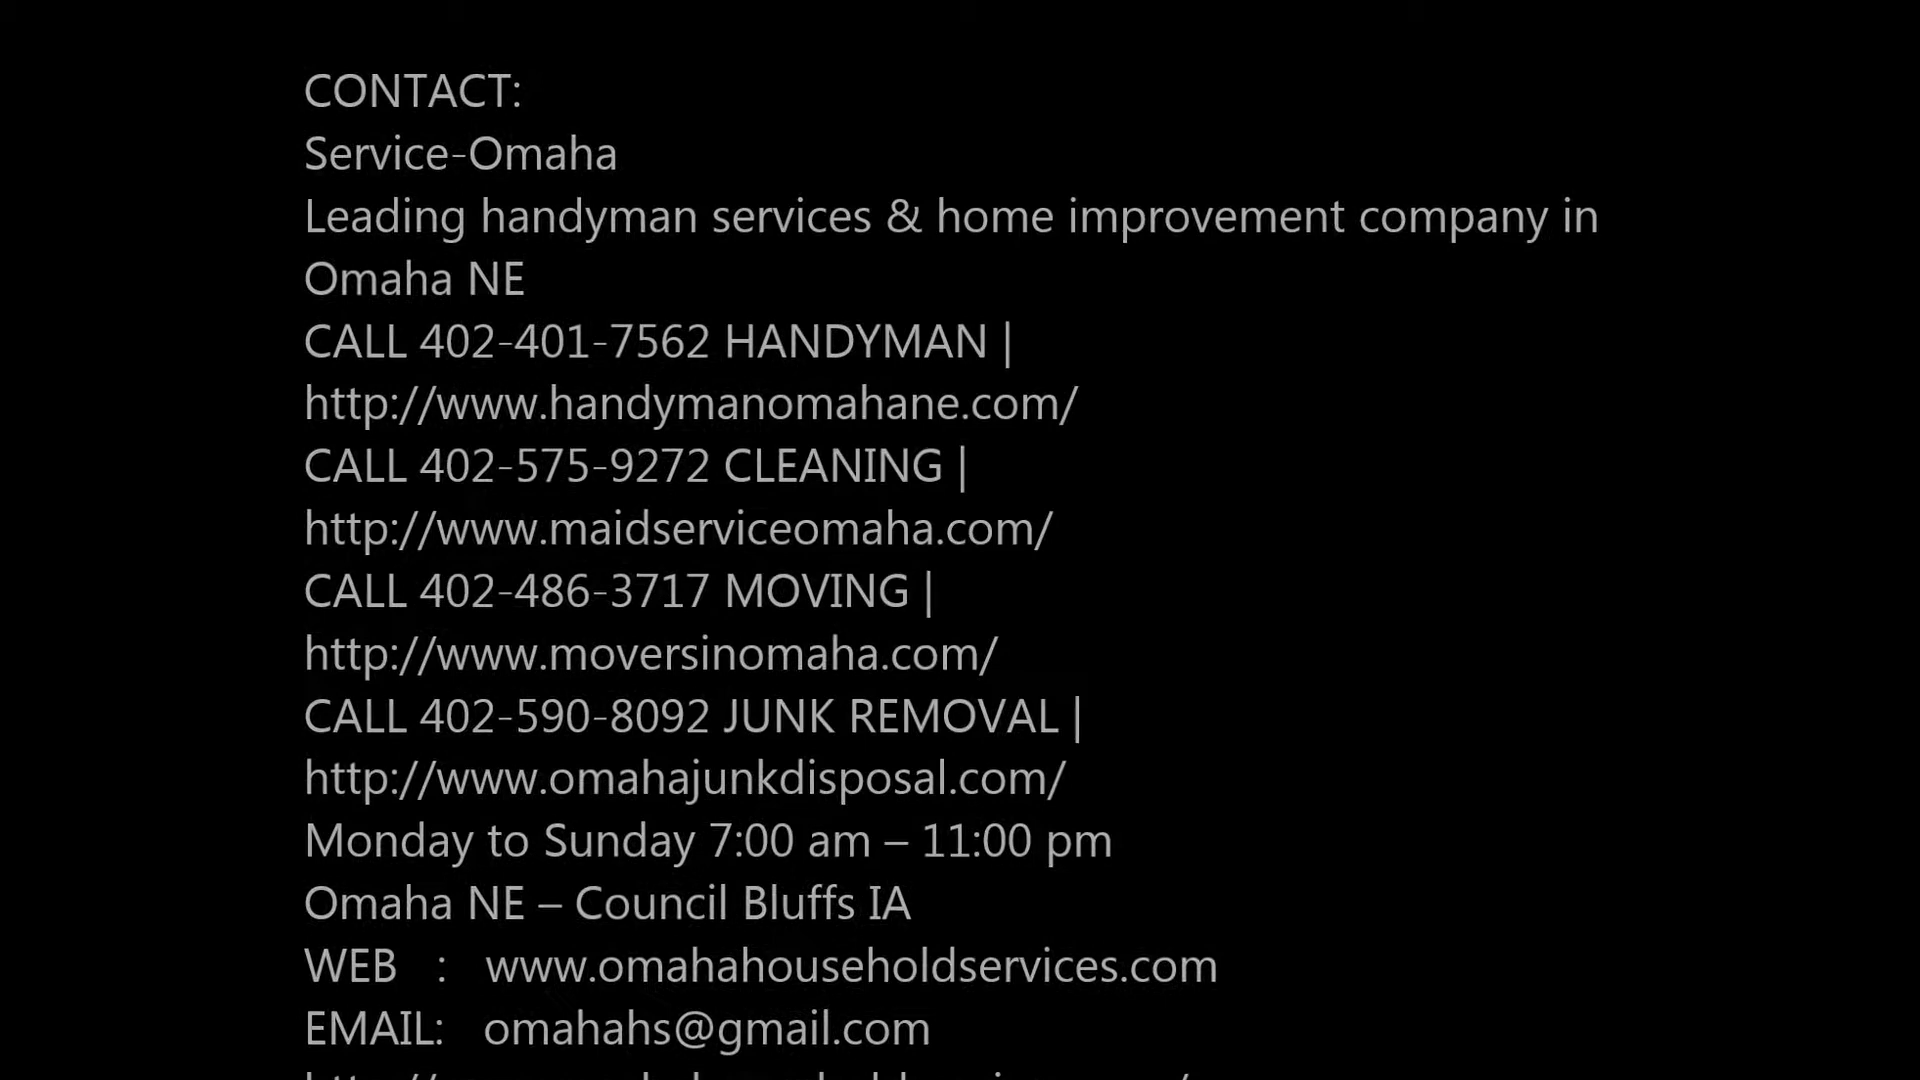 CONTACT:
Service-Omaha
Leading handyman services & home improvement company in
Omaha NE
CALL 402-401-7562 HANDYMAN |
http://www.handymanomahane.com/
CALL 402-575-9272 CLEANING |
http://www.maidserviceomaha.com/
CALL 402-486-3717 MOVING |
http://www.moversinomaha.com/
CALL 402-590-8092 JUNK REMOVAL |
http://www.omahajunkdisposal.com/
Monday to Sunday 7:00 am – 11:00 pm
Omaha NE – Council Bluffs IA
WEB : www.omahahouseholdservices.com
EMAIL: omahahs@gmail.com